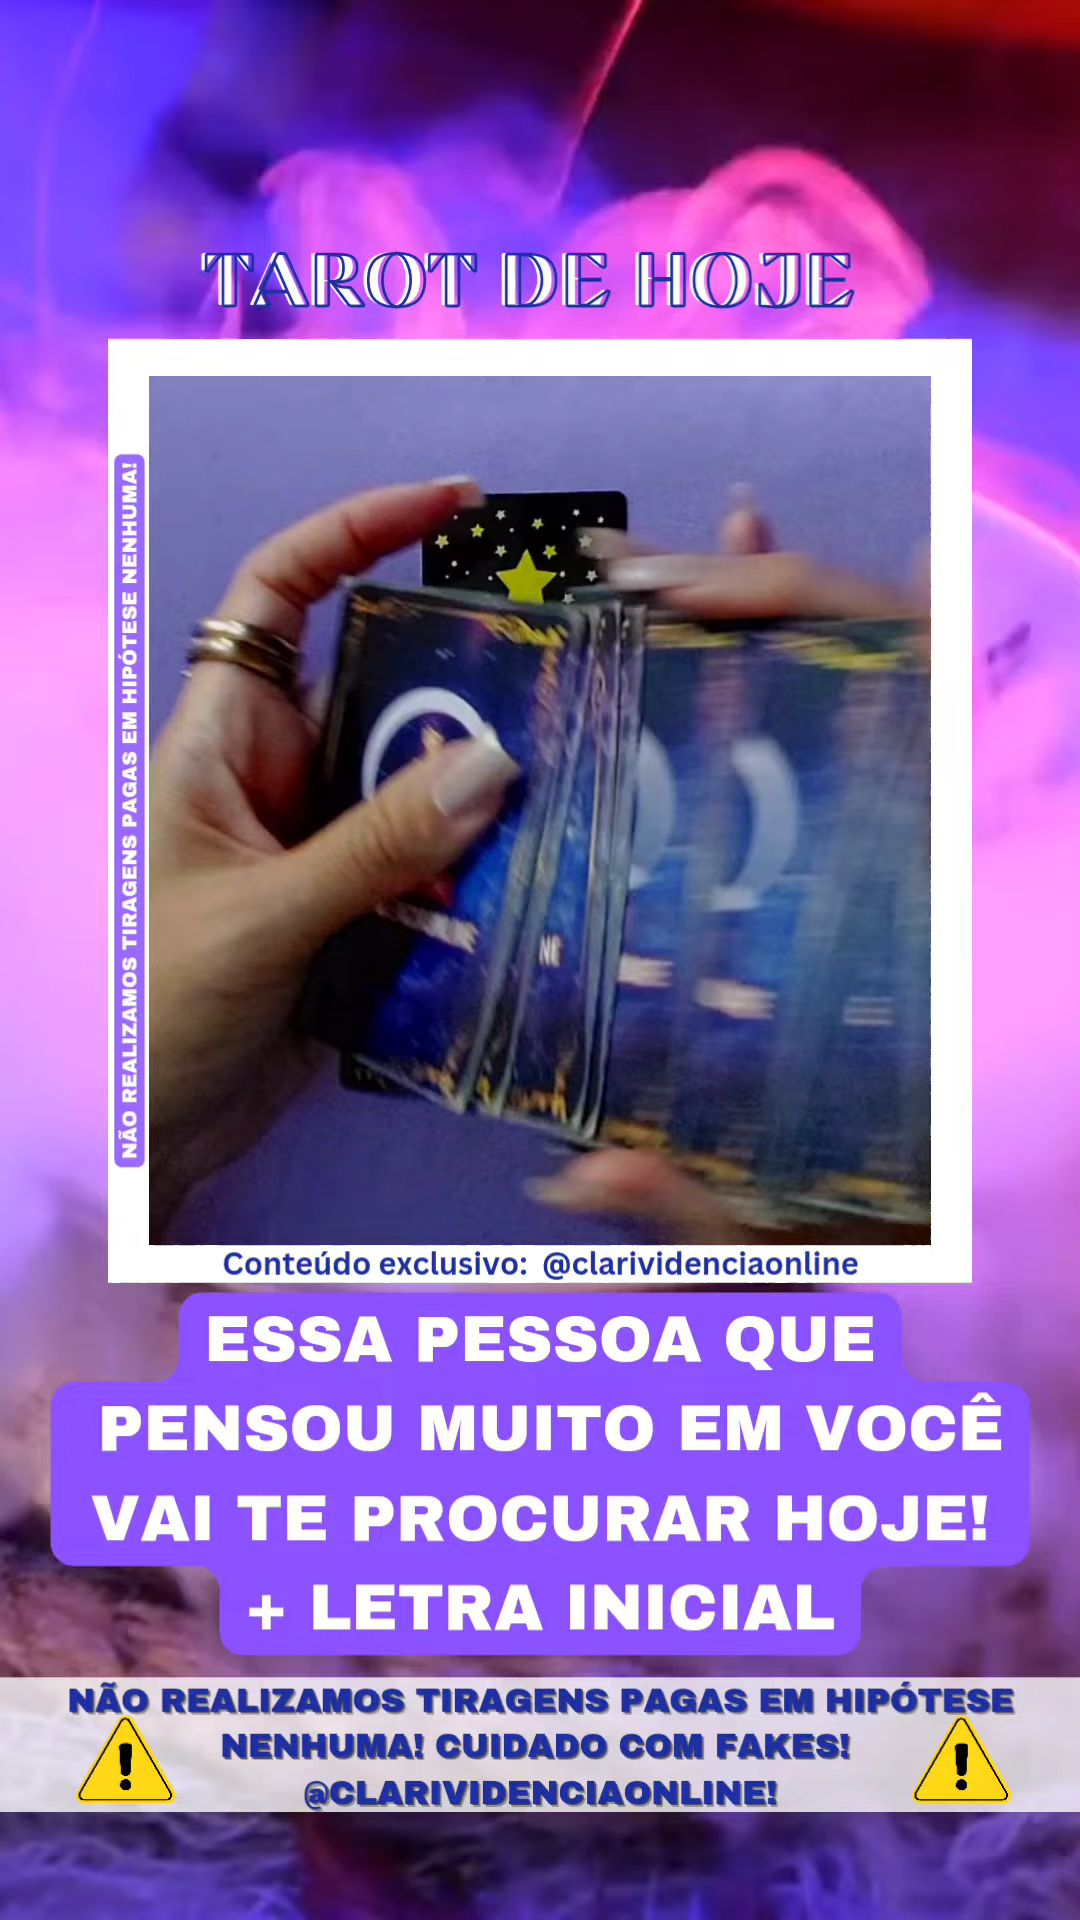 TAROT DE HOJE
NÃO REALIZAMOS TIRAGENS PAGAS EM HIPÓTESE NENHUMA!
Conteúdo exclusivo: @clarividenciaonline
ESSA PESSOA QUE
PENSOU MUITO EM VOCÊ
VAI TE PROCURAR HOJE!
+ LETRA INICIAL
NÃO REALIZAMOS TIRAGENS PAGAS EM HIPÓTESE
NENHUMA! CUIDADO COM FAKES!
@CLARIVIDENCIAONLINE!